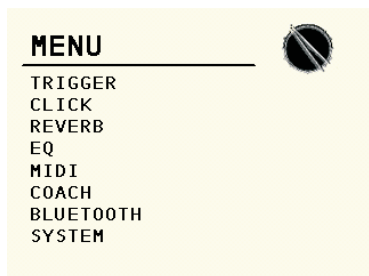 MENU
TRIGGER
CLICK
REVERB
EQ
MIDI
COACH
BLUETOOTH
SYSTEM